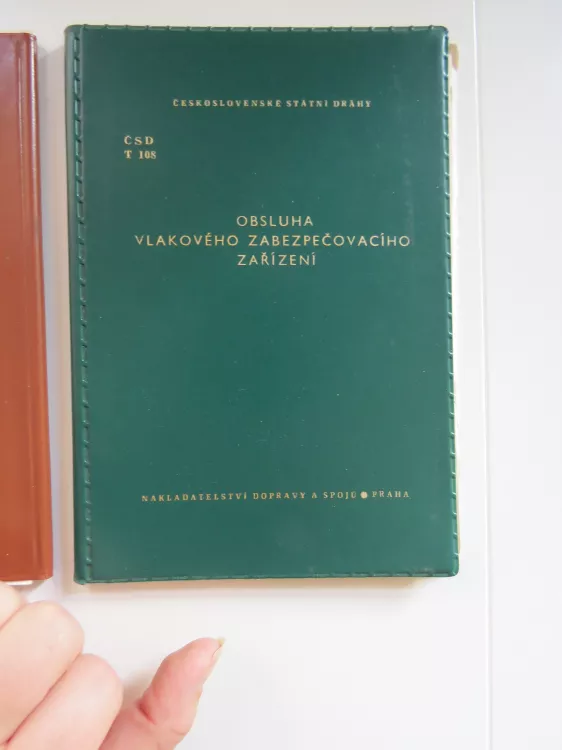 ČESKOSLOVENSKÉ STÁTNÍ DRÁHY
ČSD
T 108
OBSLUHA
VLAKOVÉHO ZABEZPEČOVACÍHO
ZAŘÍZENÍ
NAKLADATELSTVÍ DOPRAVY A SPOJŮ ● PRAHA